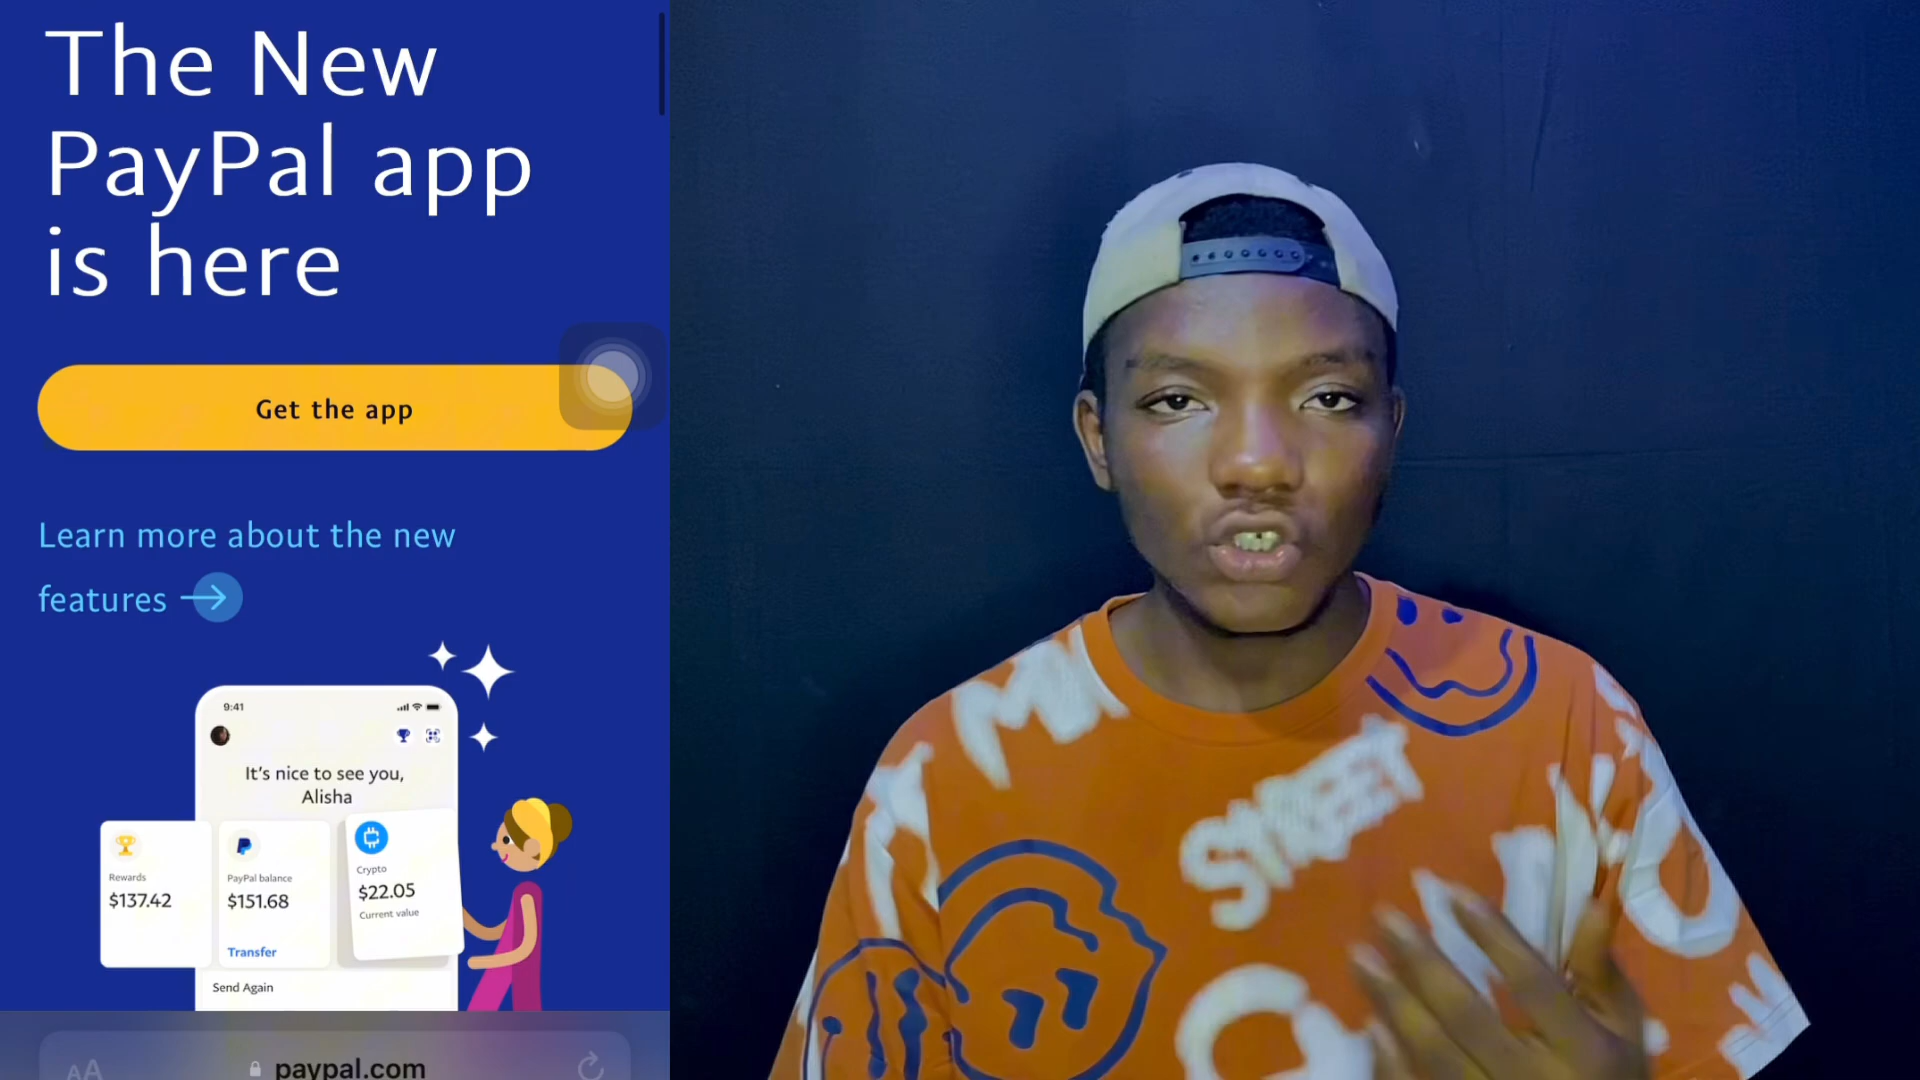 The New
PayPal app
is here
Get the app
Learn more about the new
features
9:41
It's nice to see you,
Alisha
Rewards
$137.42
PayPal balance
$151.68
Transfer
Crypto
$22.05
Current value
Send Again
AA
paypal.com
STREET